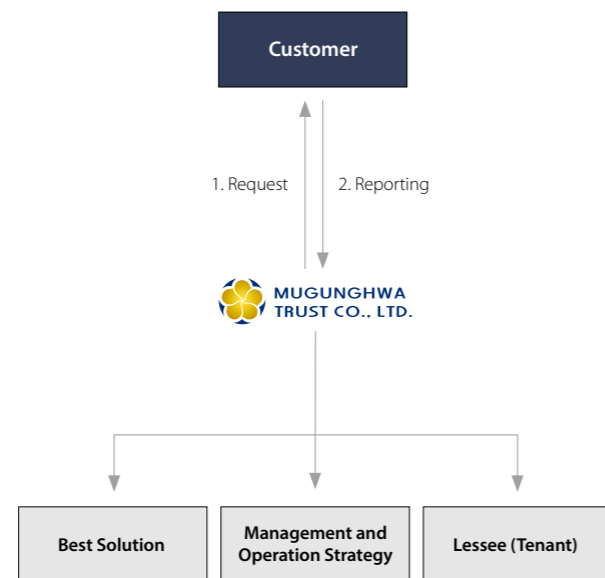 Customer
1. Request
2. Reporting
MUGUNGHWA
TRUST CO., LTD.
Best Solution
Management and
Operation Strategy
Lessee (Tenant)